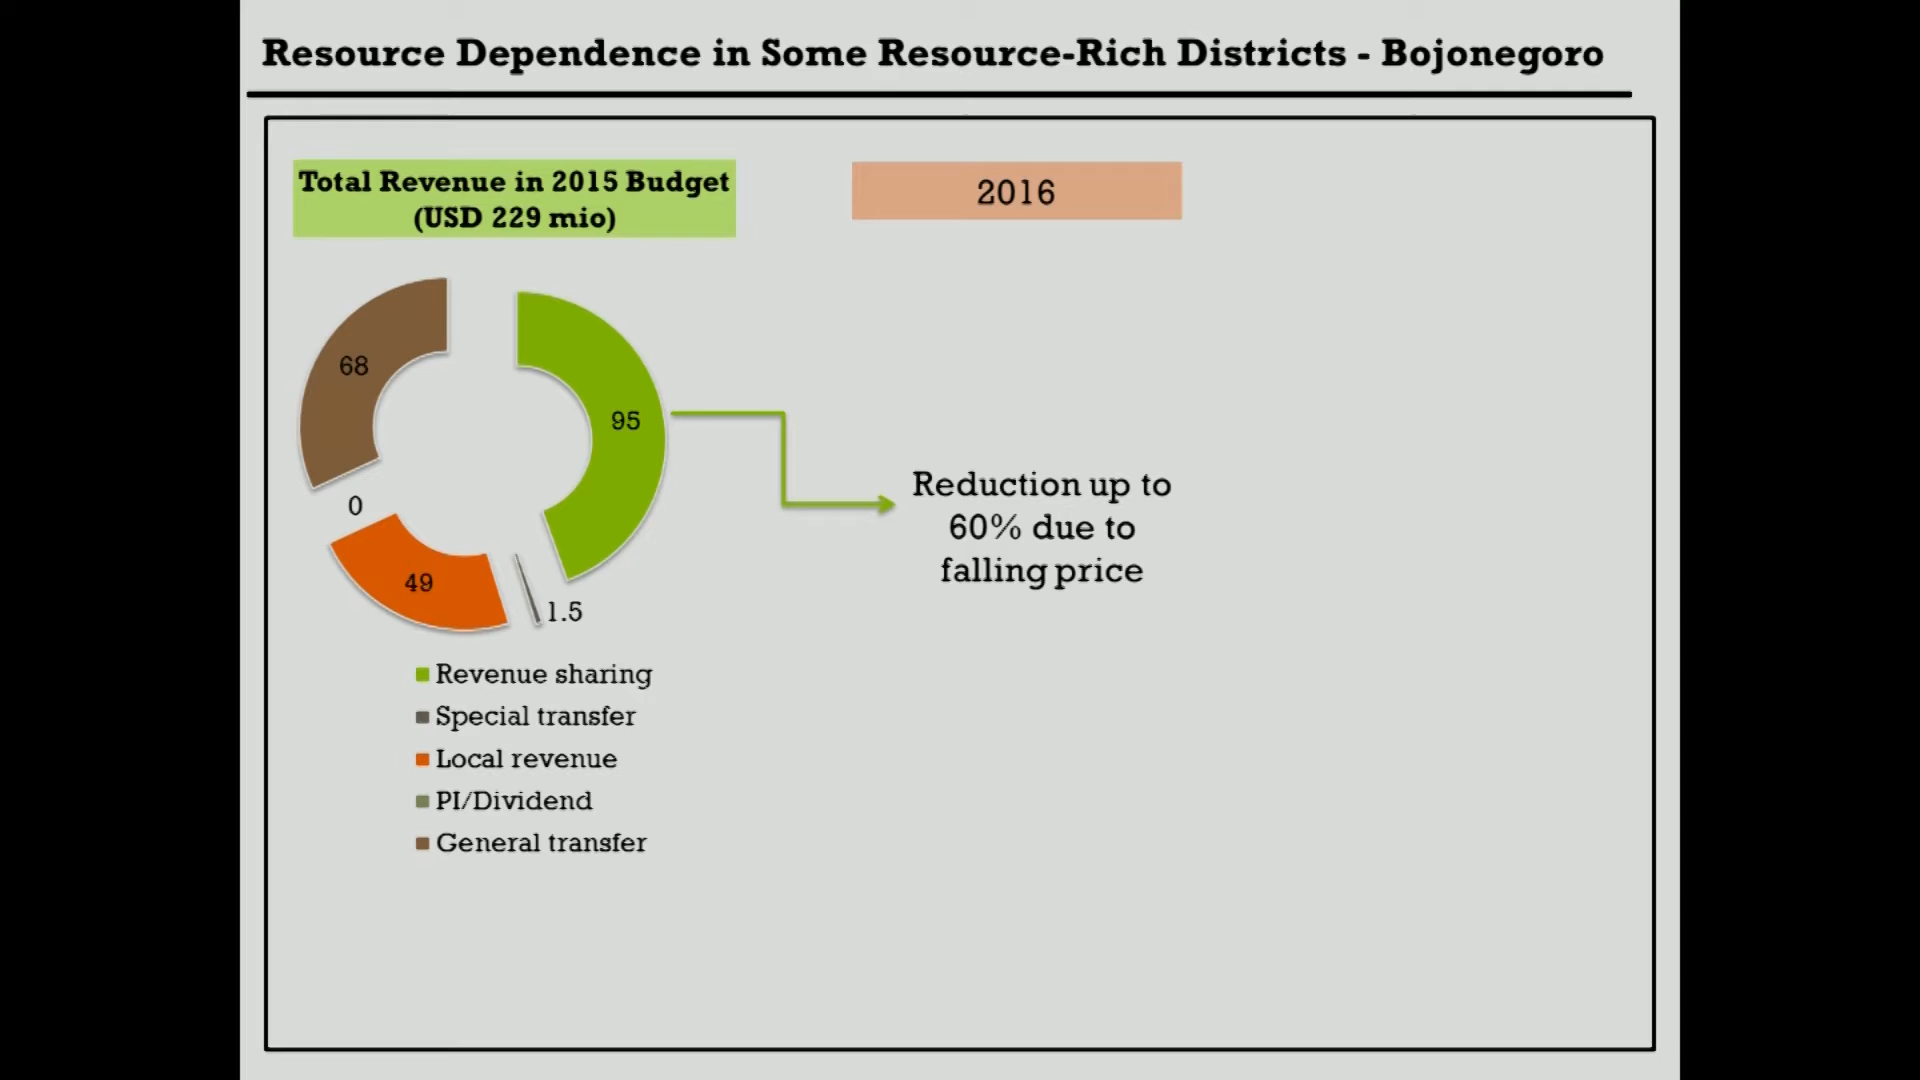 Resource Dependence in Some Resource-Rich Districts - Bojonegoro
Total Revenue in 2015 Budget
(USD 229 mio)
2016
68
95
0
49
1.5
Reduction up to
60% due to
falling price
Revenue sharing
Special transfer
Local revenue
PI/Dividend
General transfer